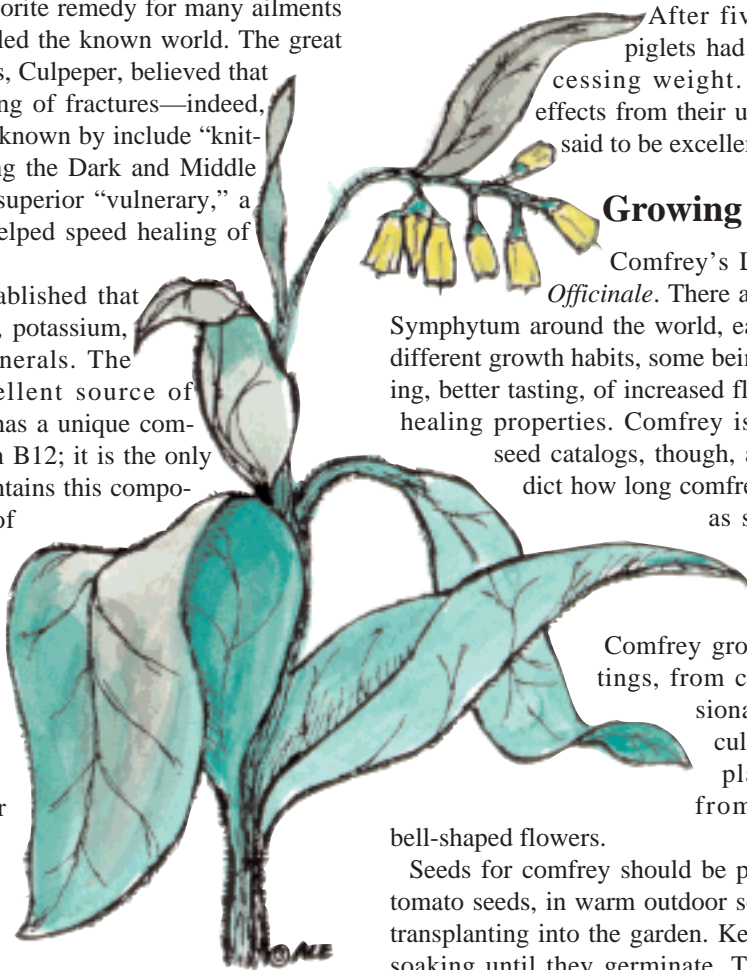 orite remedy for many ailments
led the known world. The great
s, Culpeper, believed that
ng of fractures—indeed,
known by include “knit-
ng the Dark and Middle
superior “vulnerary,” a
elped speed healing of
ablished that
, potassium,
nerals. The
ellent source of
has a unique com-
n B12; it is the only
ntains this compo-
of
r
After fiv
piglets had
cessing weight.
effects from their u
said to be excelle
Growing
Comfrey’s L
Officinale. There a
Symphytum around the world, ea
different growth habits, some bein
ing, better tasting, of increased fl
healing properties. Comfrey is
seed catalogs, though, a
dict how long comfre
as s
Comfrey gro
tings, from c
siona
cul
pla
from
bell-shaped flowers.
Seeds for comfrey should be p
tomato seeds, in warm outdoor s
transplanting into the garden. Ke
soaking until they germinate. T
© ALE